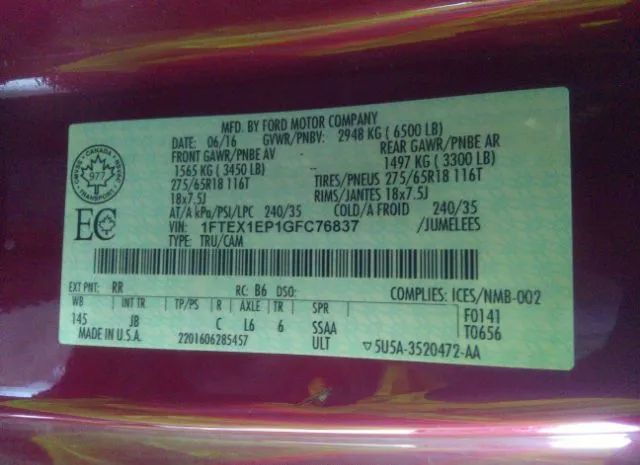 MFD. BY FORD MOTOR COMPANY
DATE: 06/16 GVWR/PNBV: 2948 KG ( 6500 LB)
FRONT GAWR/PNBE AV REAR GAWR/PNBE AR
1565 KG ( 3450 LB) 1497 KG ( 3300 LB)
275/65R18 116T TIRES/PNEUS 275/65R18 116T
18x7.5J RIMS/JANTES 18x7.5J
AT/A kPa/PSI/LPC 240/35 COLD/A FROID 240/35
VIN: 1FTEX1EP1GFC76837 /JUMELEES
TYPE: TRU/CAM
CANADA
977
TRANSPORT
EC
EXT PNT: RR RC: B6 DSO: COMPLIES: ICES/NMB-002
WB INT TR TP/PS R AXLE TR SPR F0141
145 JB C L6 6 SSAA T0656
MADE IN U.S.A. 2201606285457 ULT ▽5U5A-3520472-AA